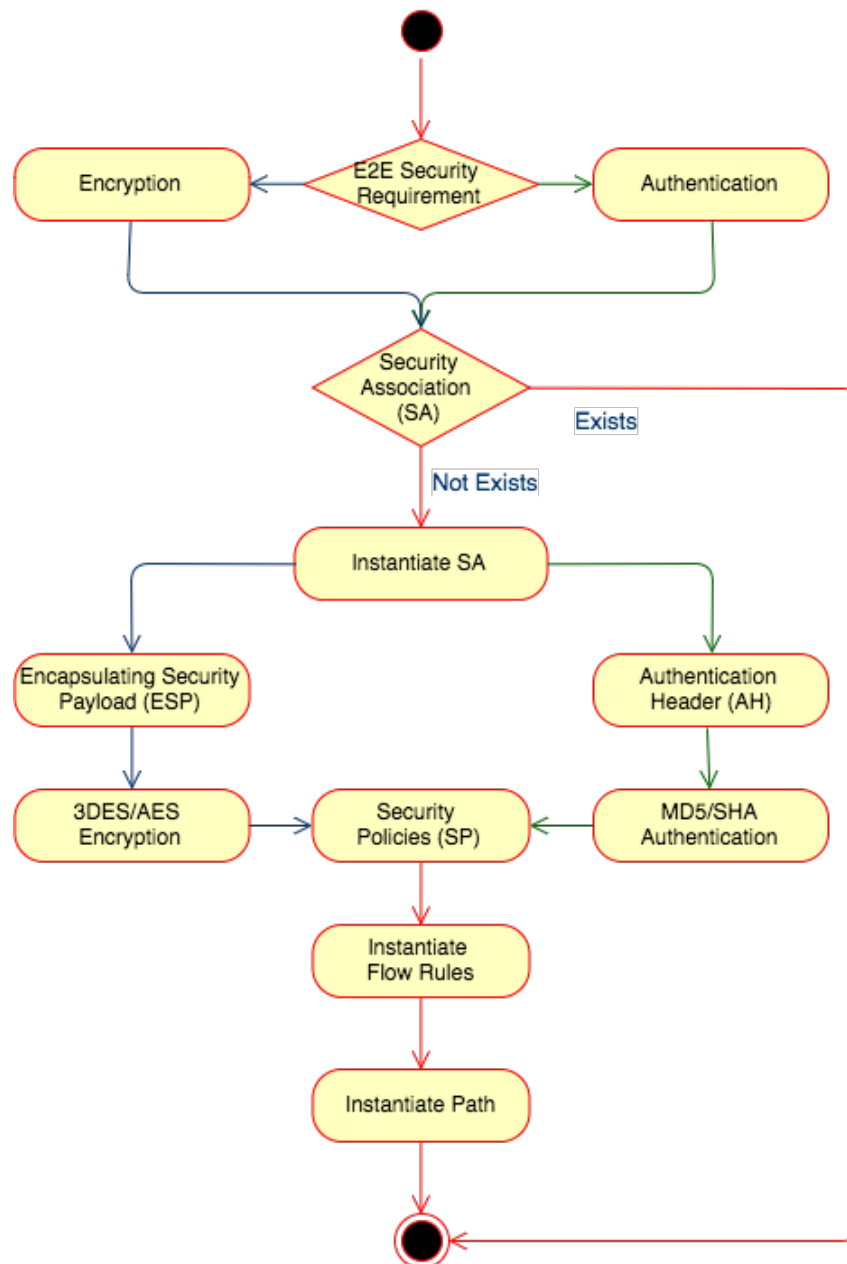 E2E Security
Requirement
Encryption
Authentication
Security
Association
(SA)
Exists
Not Exists
Instantiate SA
Encapsulating Security
Payload (ESP)
Authentication
Header (AH)
3DES/AES
Encryption
Security
Policies (SP)
MD5/SHA
Authentication
Instantiate
Flow Rules
Instantiate Path